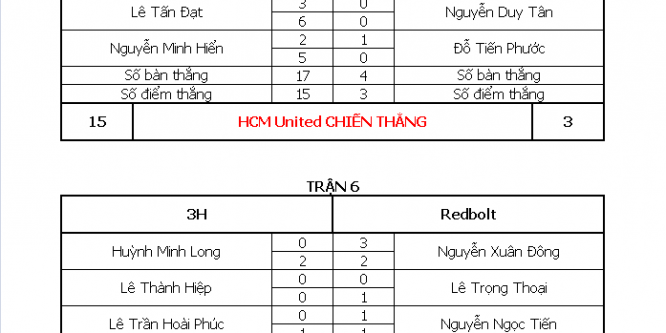 3 0
Lê Tấn Đạt Nguyễn Duy Tân
6 0
2 1
Nguyễn Minh Hiển Đỗ Tiến Phước
5 0
Số bàn thắng 17 4 Số bàn thắng
Số điểm thắng 15 3 Số điểm thắng
15 HCM United CHIẾN THẮNG 3
TRẬN 6
3H Redbolt
0 3
Huỳnh Minh Long Nguyễn Xuân Đông
2 2
0 0
Lê Thành Hiệp Lê Trọng Thoại
0 1
0 1
Lê Trần Hoài Phúc Nguyễn Ngọc Tiến
1 1